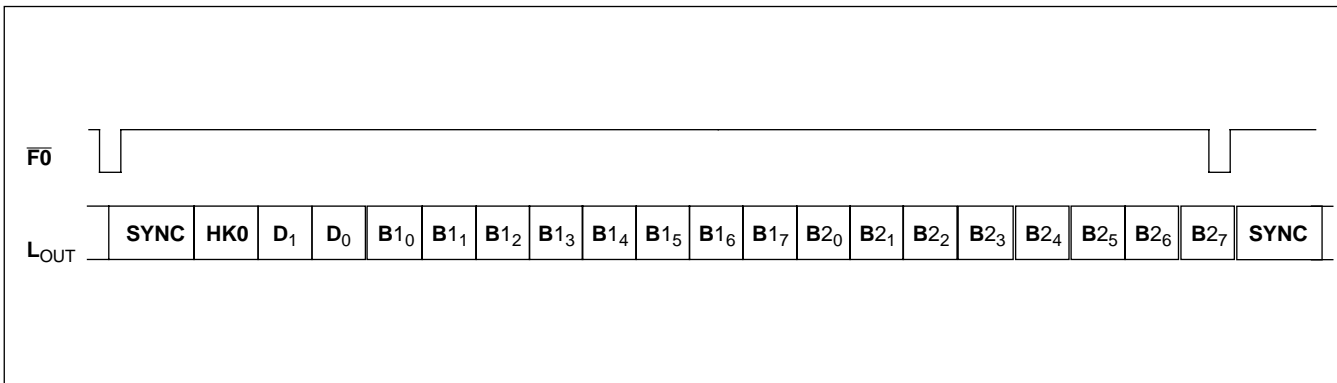 F0
L_OUT SYNC HK0 D₁ D₀ B1₀ B1₁ B1₂ B1₃ B1₄ B1₅ B1₆ B1₇ B2₀ B2₁ B2₂ B2₃ B2₄ B2₅ B2₆ B2₇ SYNC